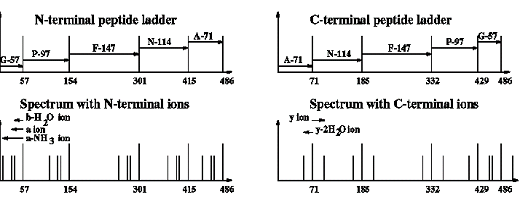 N-terminal peptide ladder
G-57
P-97
F-147
N-114
A-71
57 154 301 415 486
C-terminal peptide ladder
A-71
N-114
F-147
P-97
G-57
71 185 332 429 486
Spectrum with N-terminal ions
b-H2O ion
a ion
a-NH3 ion
57 154 301 415 486
Spectrum with C-terminal ions
y ion
y-2H2O ion
71 185 332 429 486